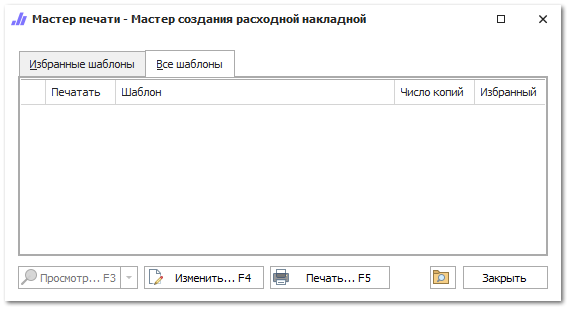 Мастер печати - Мастер создания расходной накладной
Избранные шаблоны Все шаблоны
Печатать Шаблон Число копий Избранный
Просмотр... F3 Изменить... F4 Печать... F5 Закрыть